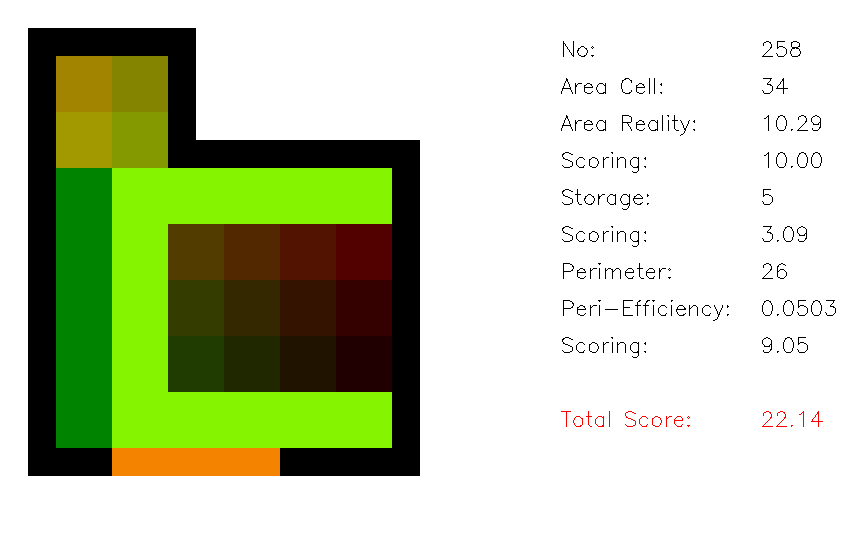 No: 258
Area Cell: 34
Area Reality: 10.29
Scoring: 10.00
Storage: 5
Scoring: 3.09
Perimeter: 26
Peri-Efficiency: 0.0503
Scoring: 9.05
Total Score: 22.14